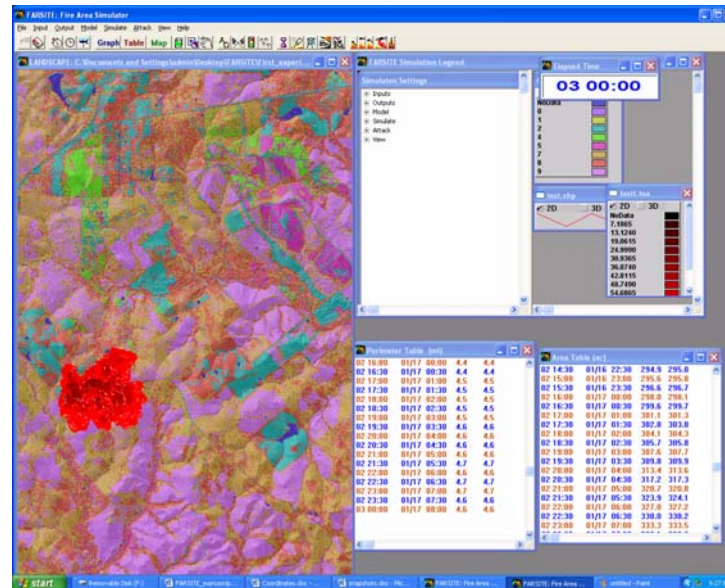 FARSITE: Fire Area Simulator
File Input Output Model Simulate Attack View Help
Graph Table Map
LANDSCAPE: C:\Documents and Settings\admin\Desktop\FARSITE\First_experi...
FARSITE Simulation Legend
Simulation Settings
Inputs
Outputs
Model
Simulate
Attack
View
Elapsed Time
03 00:00
NoData
0
1
2
4
5
7
8
9
2D 3D
2D 3D
NoData
7.1865
13.1240
19.0615
24.9990
30.9365
36.8740
42.8115
48.7490
54.6865
Perimeter Table (mi)
02 16:00 01/17 00:00 4.4 4.4
02 16:30 01/17 00:30 4.4 4.4
02 17:00 01/17 01:00 4.5 4.5
02 17:30 01/17 01:30 4.5 4.5
02 18:00 01/17 02:00 4.5 4.5
02 18:30 01/17 02:30 4.5 4.5
02 19:00 01/17 03:00 4.5 4.6
02 19:30 01/17 03:30 4.6 4.6
02 20:00 01/17 04:00 4.6 4.6
02 20:30 01/17 04:30 4.6 4.6
02 21:00 01/17 05:00 4.6 4.6
02 21:30 01/17 05:30 4.7 4.7
02 22:00 01/17 06:00 4.6 4.6
02 22:30 01/17 06:30 4.7 4.7
02 23:00 01/17 07:00 4.7 4.7
02 23:30 01/17 07:30 4.6 4.6
03 00:00 01/17 08:00 4.6 4.6
Area Table (ac)
02 14:30 01/16 22:30 294.9 295.0
02 15:00 01/16 23:00 295.6 295.8
02 15:30 01/16 23:30 296.6 296.7
02 16:00 01/17 00:00 298.0 298.1
02 16:30 01/17 00:30 299.6 299.7
02 17:00 01/17 01:00 301.1 301.3
02 17:30 01/17 01:30 302.8 303.0
02 18:00 01/17 02:00 304.1 304.3
02 18:30 01/17 02:30 305.7 305.8
02 19:00 01/17 03:00 307.6 307.7
02 19:30 01/17 03:30 309.8 309.9
02 20:00 01/17 04:00 313.4 313.6
02 20:30 01/17 04:30 317.2 317.3
02 21:00 01/17 05:00 320.7 320.8
02 21:30 01/17 05:30 323.9 324.1
02 22:00 01/17 06:00 327.0 327.2
02 22:30 01/17 06:30 330.0 330.2
02 23:00 01/17 07:00 333.3 333.5
start
Removable Disk (F:)
FARSITE_manuscrip...
Coordinates.doc - ...
snapshots.doc - Mic...
FARSITE: Fire Area ...
FARSITE: Fire Area ...
untitled - Paint